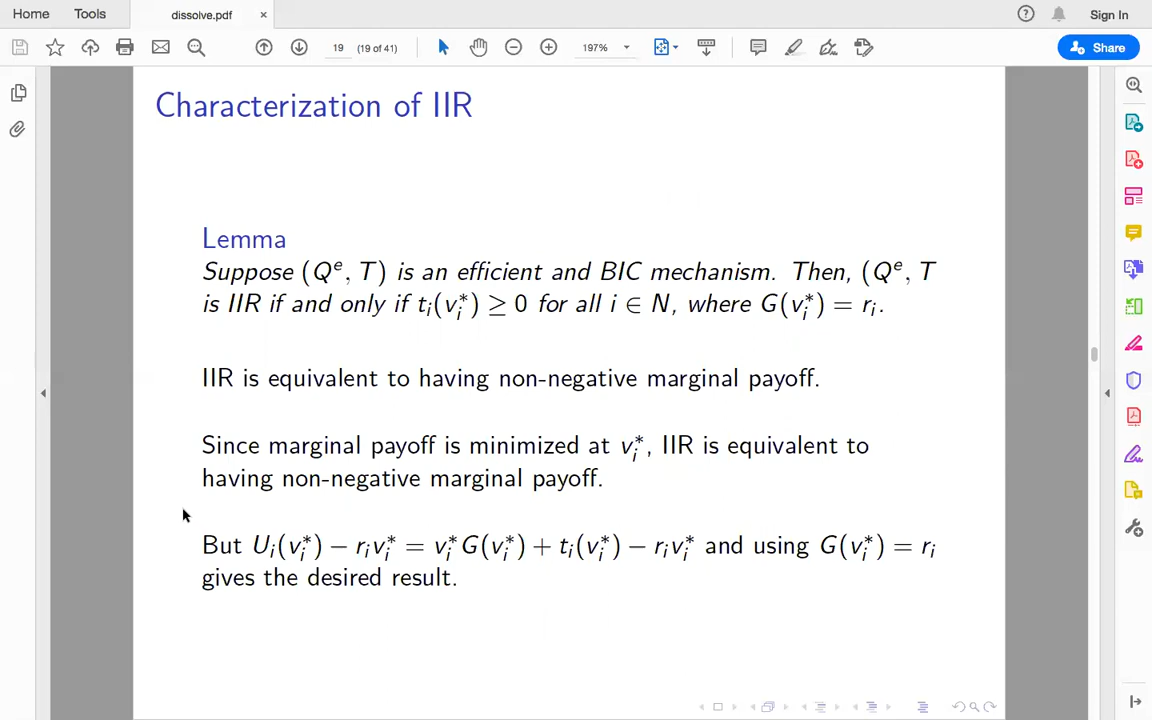 Home Tools dissolve.pdf × Sign In
19 (19 of 41) 197% Share
Characterization of IIR
Lemma
Suppose (Qᵉ, T) is an efficient and BIC mechanism. Then, (Qᵉ, T
is IIR if and only if tᵢ(vᵢ*) ≥ 0 for all i ∈ N, where G(vᵢ*) = rᵢ.
IIR is equivalent to having non-negative marginal payoff.
Since marginal payoff is minimized at vᵢ*, IIR is equivalent to
having non-negative marginal payoff.
But Uᵢ(vᵢ*) − rᵢvᵢ* = vᵢ*G(vᵢ*) + tᵢ(vᵢ*) − rᵢvᵢ* and using G(vᵢ*) = rᵢ
gives the desired result.